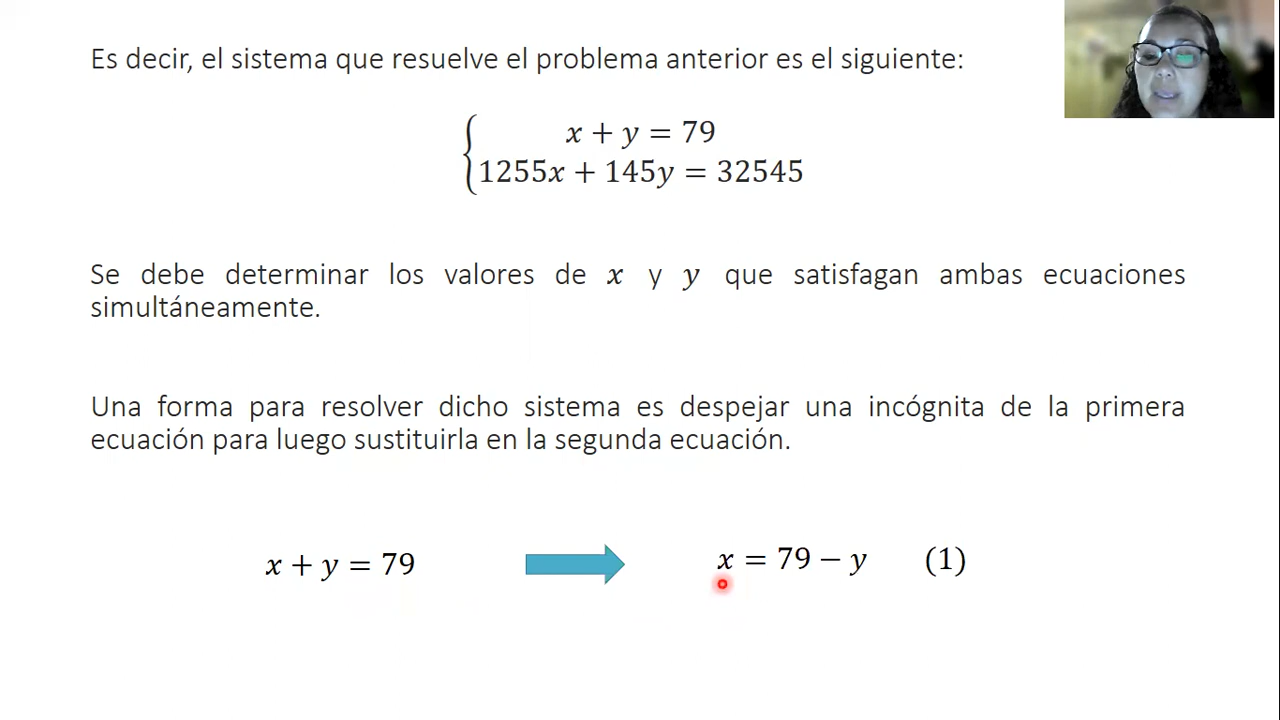 Es decir, el sistema que resuelve el problema anterior es el siguiente:
x + y = 79
1255x + 145y = 32545
Se debe determinar los valores de x y y que satisfagan ambas ecuaciones
simultáneamente.
Una forma para resolver dicho sistema es despejar una incógnita de la primera
ecuación para luego sustituirla en la segunda ecuación.
x + y = 79 x = 79 − y (1)